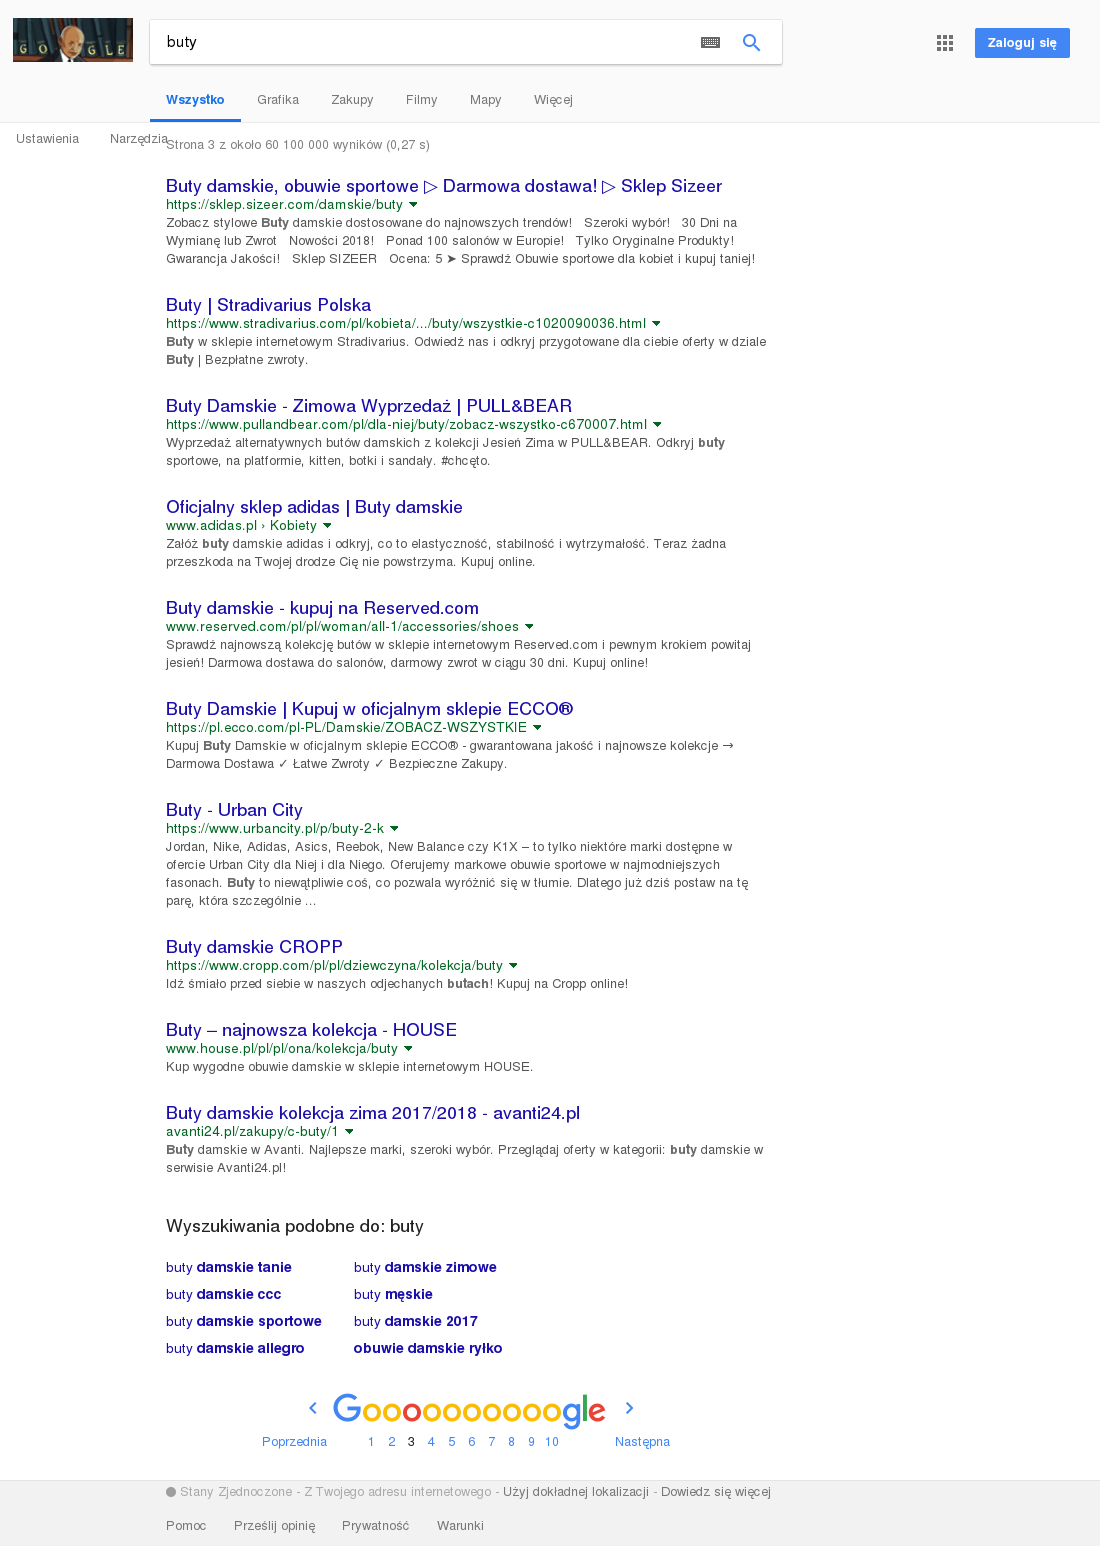 GOOGLE
buty
Zaloguj się
Wszystko Grafika Zakupy Filmy Mapy Więcej
Ustawienia Narzędzia
Strona 3 z około 60 100 000 wyników (0,27 s)
Buty damskie, obuwie sportowe ▷ Darmowa dostawa! ▷ Sklep Sizeer
https://sklep.sizeer.com/damskie/buty
Zobacz stylowe Buty damskie dostosowane do najnowszych trendów! Szeroki wybór! 30 Dni na
Wymianę lub Zwrot Nowości 2018! Ponad 100 salonów w Europie! Tylko Oryginalne Produkty!
Gwarancja Jakości! Sklep SIZEER Ocena: 5 ➤ Sprawdź Obuwie sportowe dla kobiet i kupuj taniej!
Buty | Stradivarius Polska
https://www.stradivarius.com/pl/kobieta/.../buty/wszystkie-c1020090036.html
Buty w sklepie internetowym Stradivarius. Odwiedź nas i odkryj przygotowane dla ciebie oferty w dziale
Buty | Bezpłatne zwroty.
Buty Damskie - Zimowa Wyprzedaż | PULL&BEAR
https://www.pullandbear.com/pl/dla-niej/buty/zobacz-wszystko-c670007.html
Wyprzedaż alternatywnych butów damskich z kolekcji Jesień Zima w PULL&BEAR. Odkryj buty
sportowe, na platformie, kitten, botki i sandały. #chcęto.
Oficjalny sklep adidas | Buty damskie
www.adidas.pl › Kobiety
Załóż buty damskie adidas i odkryj, co to elastyczność, stabilność i wytrzymałość. Teraz żadna
przeszkoda na Twojej drodze Cię nie powstrzyma. Kupuj online.
Buty damskie - kupuj na Reserved.com
www.reserved.com/pl/pl/woman/all-1/accessories/shoes
Sprawdź najnowszą kolekcję butów w sklepie internetowym Reserved.com i pewnym krokiem powitaj
jesień! Darmowa dostawa do salonów, darmowy zwrot w ciągu 30 dni. Kupuj online!
Buty Damskie | Kupuj w oficjalnym sklepie ECCO®
https://pl.ecco.com/pl-PL/Damskie/ZOBACZ-WSZYSTKIE
Kupuj Buty Damskie w oficjalnym sklepie ECCO® - gwarantowana jakość i najnowsze kolekcje →
Darmowa Dostawa ✓ Łatwe Zwroty ✓ Bezpieczne Zakupy.
Buty - Urban City
https://www.urbancity.pl/p/buty-2-k
Jordan, Nike, Adidas, Asics, Reebok, New Balance czy K1X – to tylko niektóre marki dostępne w
ofercie Urban City dla Niej i dla Niego. Oferujemy markowe obuwie sportowe w najmodniejszych
fasonach. Buty to niewątpliwie coś, co pozwala wyróżnić się w tłumie. Dlatego już dziś postaw na tę
parę, która szczególnie ...
Buty damskie CROPP
https://www.cropp.com/pl/pl/dziewczyna/kolekcja/buty
Idź śmiało przed siebie w naszych odjechanych butach! Kupuj na Cropp online!
Buty – najnowsza kolekcja - HOUSE
www.house.pl/pl/pl/ona/kolekcja/buty
Kup wygodne obuwie damskie w sklepie internetowym HOUSE.
Buty damskie kolekcja zima 2017/2018 - avanti24.pl
avanti24.pl/zakupy/c-buty/1
Buty damskie w Avanti. Najlepsze marki, szeroki wybór. Przeglądaj oferty w kategorii: buty damskie w
serwisie Avanti24.pl!
Wyszukiwania podobne do: buty
buty damskie tanie buty damskie zimowe
buty damskie ccc buty męskie
buty damskie sportowe buty damskie 2017
buty damskie allegro obuwie damskie ryłko
Goooooooooogle
Poprzednia 1 2 3 4 5 6 7 8 9 10 Następna
Stany Zjednoczone - Z Twojego adresu internetowego - Użyj dokładnej lokalizacji - Dowiedz się więcej
Pomoc Prześlij opinię Prywatność Warunki